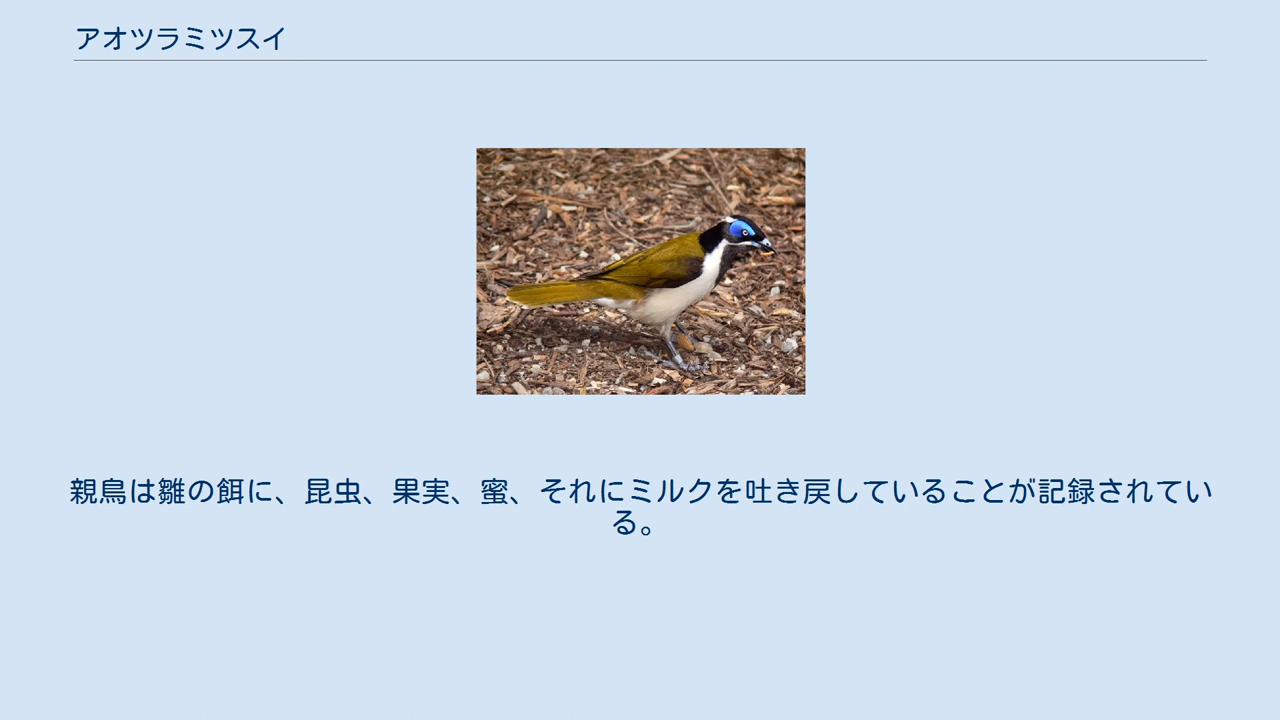 アオツラミツスイ
親鳥は雛の餌に、昆虫、果実、蜜、それにミルクを吐き戻していることが記録されてい
る。